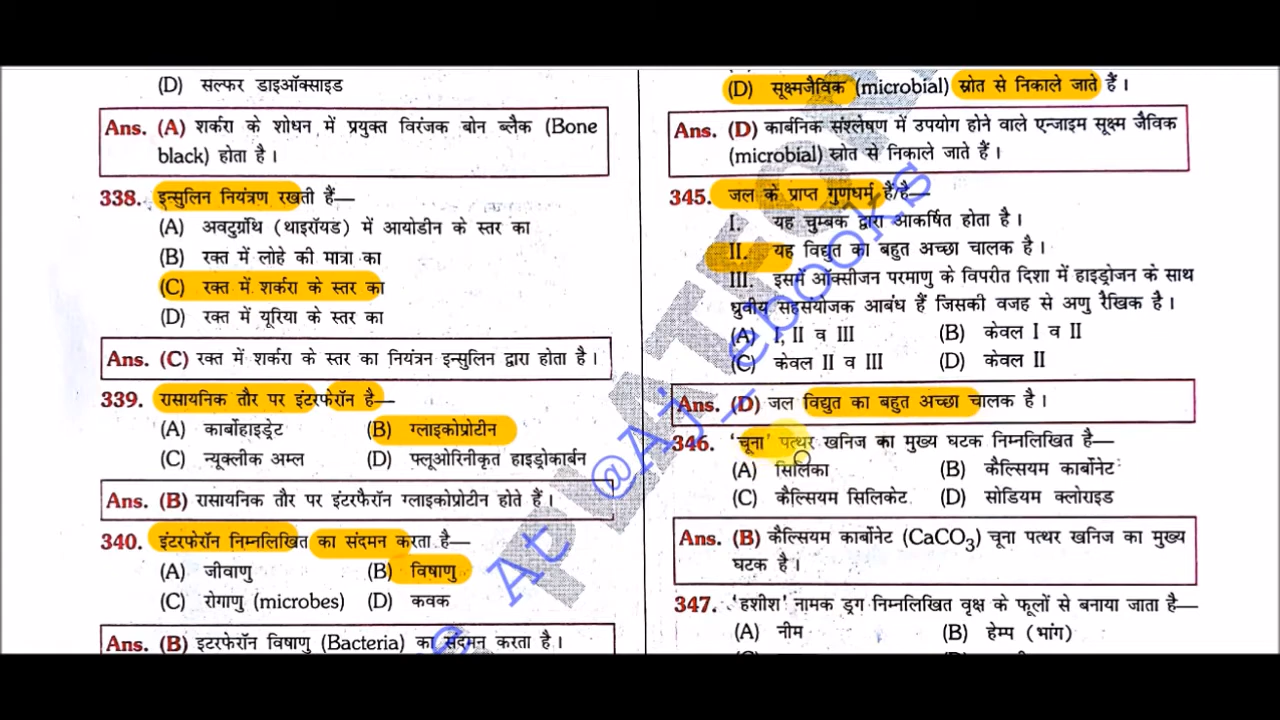 (D) सल्फर डाइऑक्साइड
Ans. (A) शर्करा के शोधन में प्रयुक्त विरंजक बोन ब्लैक (Bone
black) होता है।
338. इन्सुलिन नियंत्रण रखती हैं—
(A) अवटुग्रंथि (थाइरॉयड) में आयोडीन के स्तर का
(B) रक्त में लोहे की मात्रा का
(C) रक्त में शर्करा के स्तर का
(D) रक्त में यूरिया के स्तर का
Ans. (C) रक्त में शर्करा के स्तर का नियंत्रन इन्सुलिन द्वारा होता है।
339. रासायनिक तौर पर इंटरफेरॉन है—
(A) कार्बोहाइड्रेट (B) ग्लाइकोप्रोटीन
(C) न्यूक्लीक अम्ल (D) फ्लूओरिनीकृत हाइड्रोकार्बन
Ans. (B) रासायनिक तौर पर इंटरफैरॉन ग्लाइकोप्रोटीन होते हैं।
340. इंटरफेरॉन निम्नलिखित का संदमन करता है—
(A) जीवाणु (B) विषाणु
(C) रोगाणु (microbes) (D) कवक
Ans. (B) इटरफेरॉन विषाणु (Bacteria) का संदमन करता है।
(D) सूक्ष्मजैविक (microbial) स्रोत से निकाले जाते हैं।
Ans. (D) कार्बनिक संश्लेषण में उपयोग होने वाले एन्जाइम सूक्ष्म जैविक
(microbial) स्रोत से निकाले जाते हैं।
345. जल के प्राप्त गुणधर्म हैं/है—
I. यह चुम्बक द्वारा आकर्षित होता है।
II. यह विद्युत का बहुत अच्छा चालक है।
III. इसमें ऑक्सीजन परमाणु के विपरीत दिशा में हाइड्रोजन के साथ
ध्रुवीय सहसंयोजक आबंध हैं जिसकी वजह से अणु रैखिक है।
(A) I, II व III (B) केवल I व II
(C) केवल II व III (D) केवल II
Ans. (D) जल विद्युत का बहुत अच्छा चालक है।
346. ‘चूना’ पत्थर खनिज का मुख्य घटक निम्नलिखित है—
(A) सिलिका (B) कैल्सियम कार्बोनेट
(C) कैल्सियम सिलिकेट (D) सोडियम क्लोराइड
Ans. (B) कैल्सियम कार्बोनेट (CaCO3) चूना पत्थर खनिज का मुख्य
घटक है।
347. ‘हशीश’ नामक ड्रग निम्नलिखित वृक्ष के फूलों से बनाया जाता है—
(A) नीम (B) हेम्प (भांग)
At @Aj_ebooks